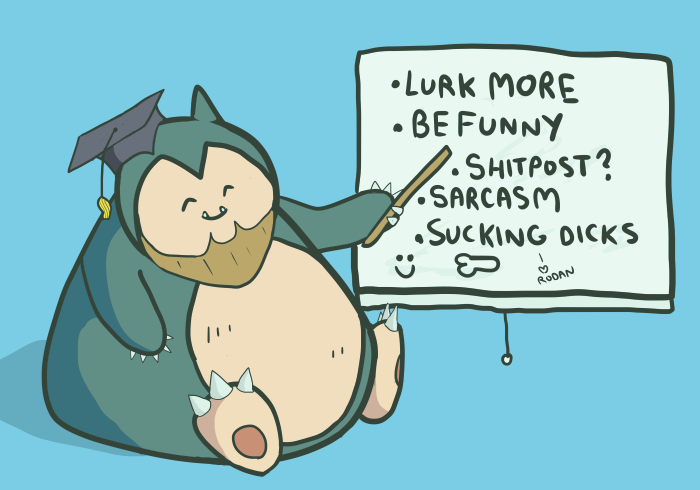 • LURK MORE
• BE FUNNY
• SHITPOST?
• SARCASM
• SUCKING DICKS
RODAN